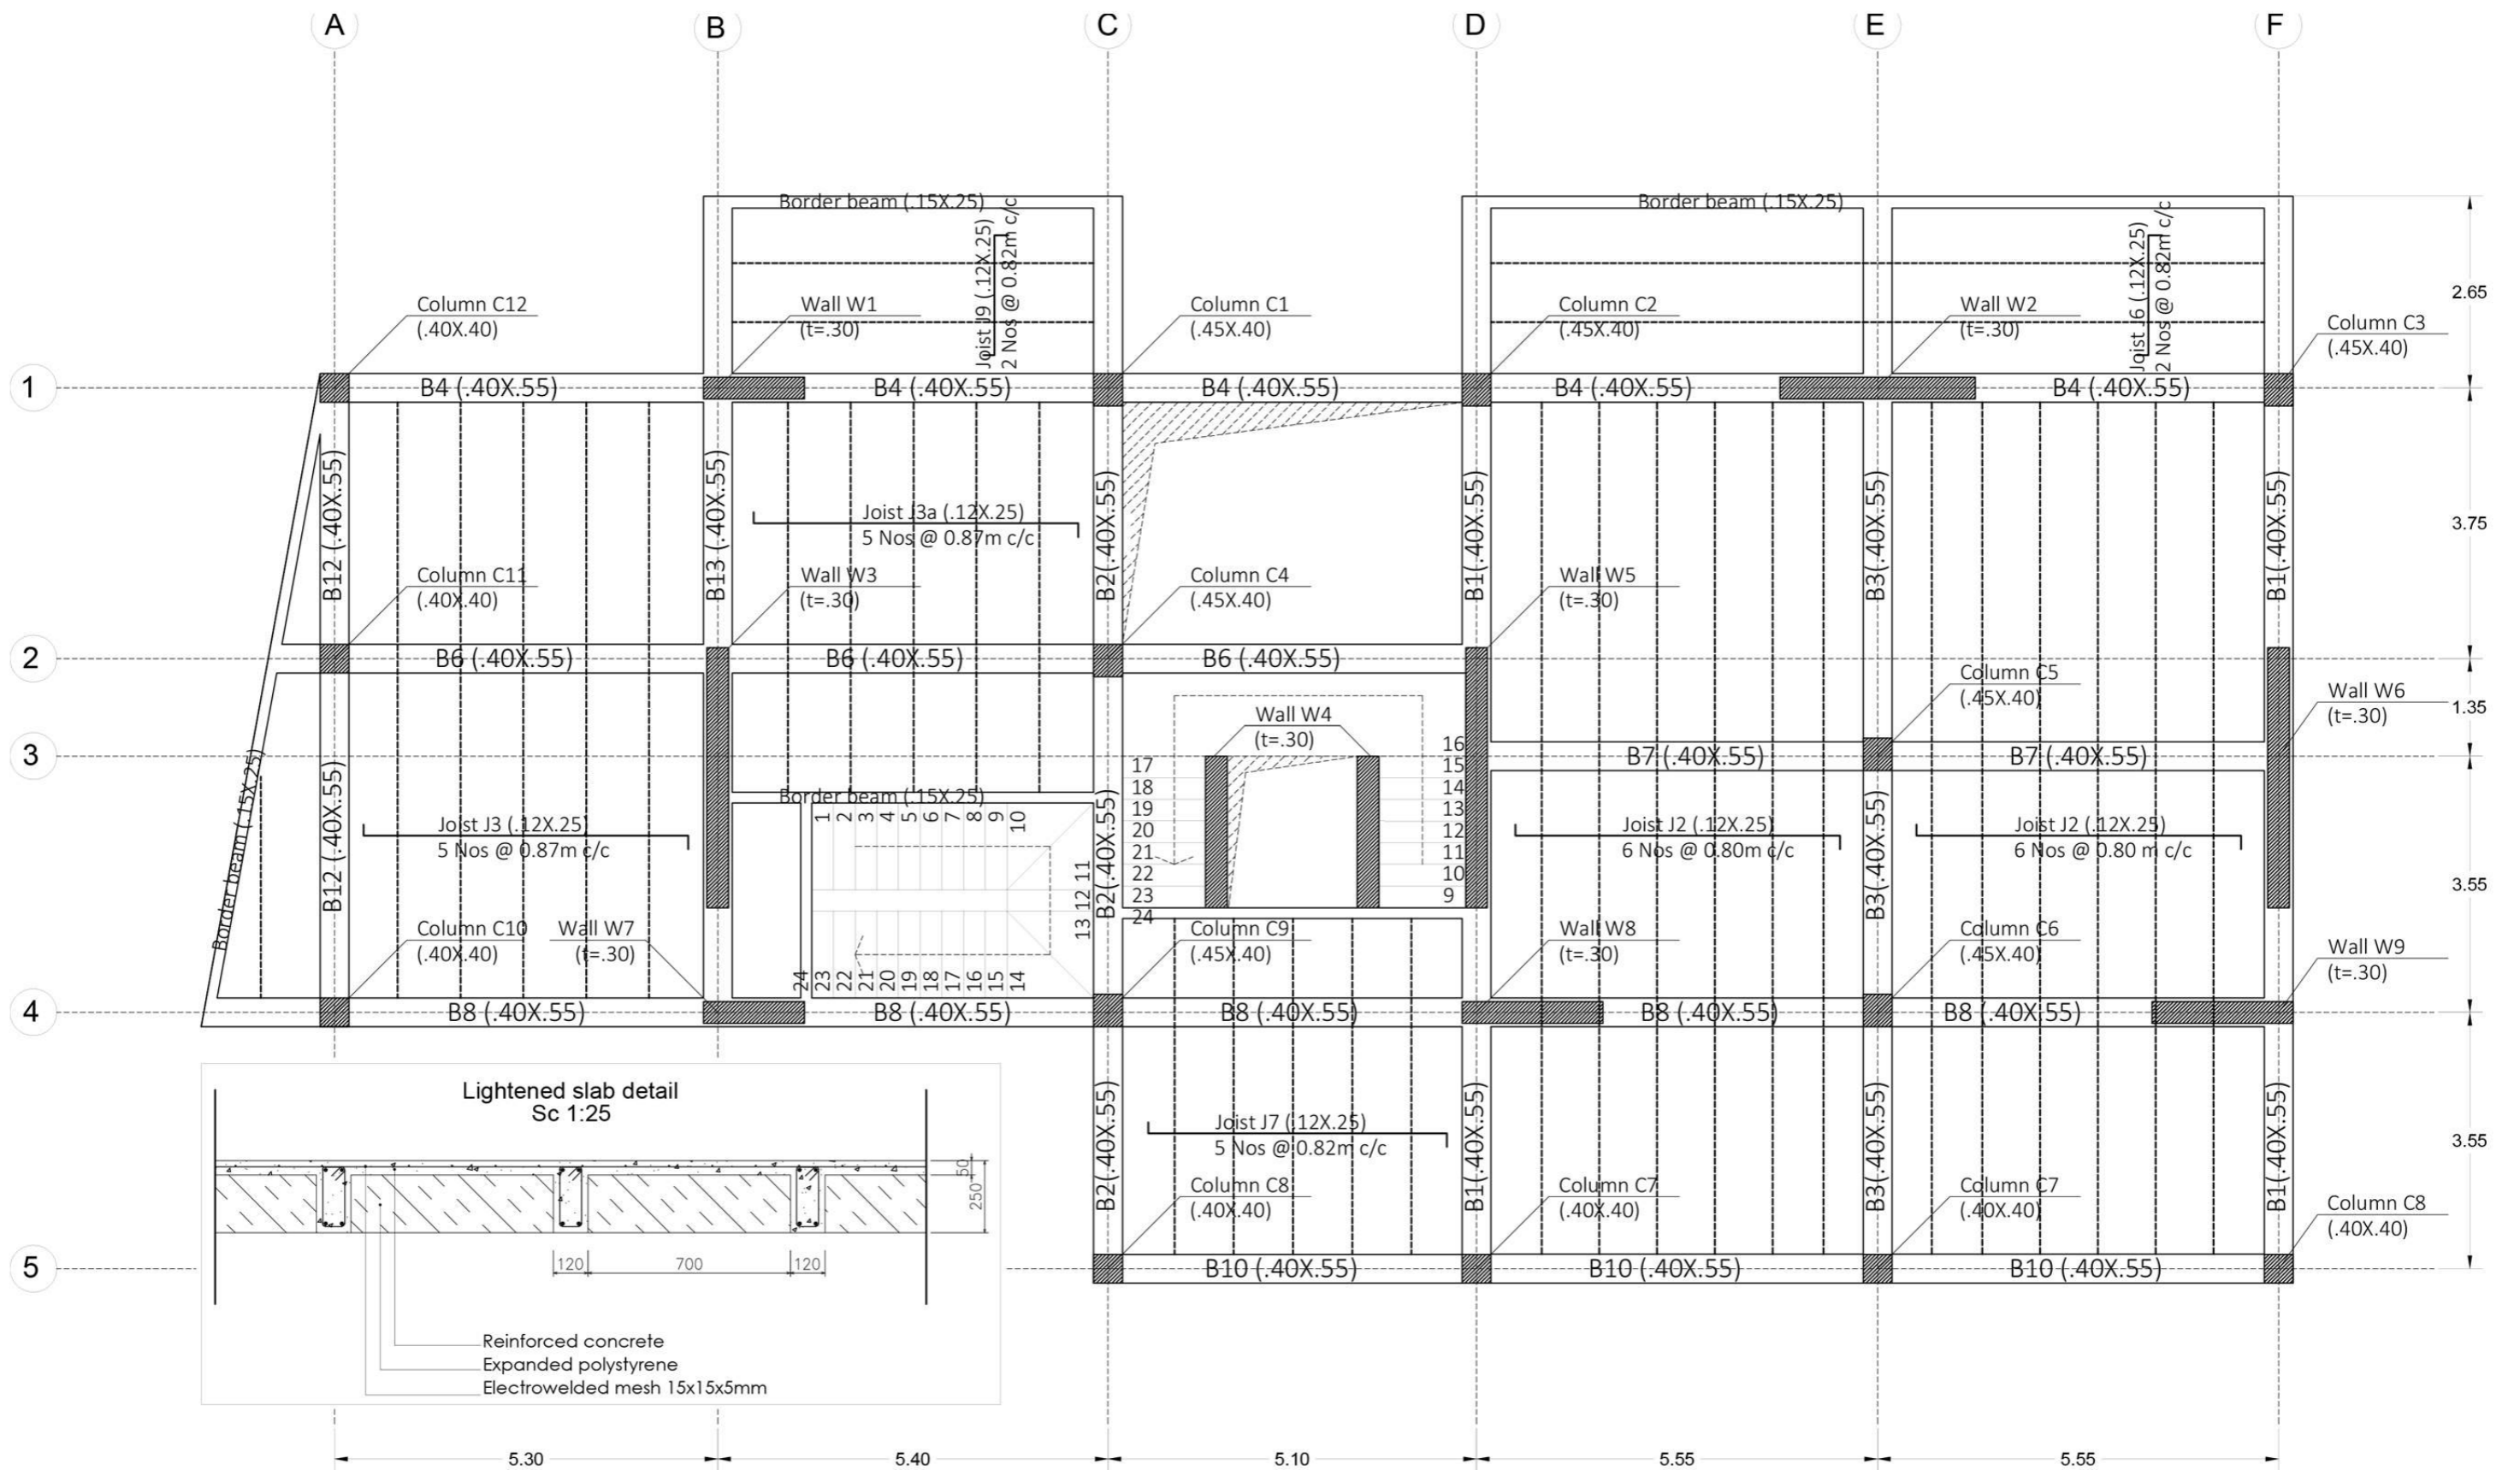 A
B
C
D
E
F
Border beam (.15X.25)
Border beam (.15X.25)
Joist J9 (.12X.25)
2 Nos @ 0.82m c/c
Joist J6 (.12X.25)
2 Nos @ 0.82m c/c
2.65
Column C12
(.40X.40)
Wall W1
(t=.30)
Column C1
(.45X.40)
Column C2
(.45X.40)
Wall W2
(t=.30)
Column C3
(.45X.40)
1
B4 (.40X.55)
B4 (.40X.55)
B4 (.40X.55)
B4 (.40X.55)
B4 (.40X.55)
B12 (.40X.55)
B13 (.40X.55)
B2(.40X.55)
B1(.40X.55)
B3(.40X.55)
B1(.40X.55)
Joist J3a (.12X.25)
5 Nos @ 0.87m c/c
3.75
Column C11
(.40X.40)
Wall W3
(t=.30)
Column C4
(.45X.40)
Wall W5
(t=.30)
2
B6 (.40X.55)
B6 (.40X.55)
B6 (.40X.55)
Column C5
(.45X.40)
Wall W6
(t=.30)
1.35
Wall W4
(t=.30)
3
B7(.40X.55)
B7(.40X.55)
16
15
14
13
12
11
10
9
17
18
19
20
21
22
23
24
Border beam (.15X.25)
Border beam (.15X.25)
1
2
3
4
5
6
7
8
9
10
11
12
13
24
23
22
21
20
19
18
17
16
15
14
B12 (.40X.55)
B2(.40X.55)
B3(.40X.55)
Joist J3 (.12X.25)
5 Nos @ 0.87m c/c
Joist J2 (.12X.25)
6 Nos @ 0.80m c/c
Joist J2 (.12X.25)
6 Nos @ 0.80 m c/c
3.55
Column C10
(.40X.40)
Wall W7
(t=.30)
Column C9
(.45X.40)
Wall W8
(t=.30)
Column C6
(.45X.40)
Wall W9
(t=.30)
4
B8 (.40X.55)
B8 (.40X.55)
B8 (.40X.55)
B8 (.40X.55)
B8 (.40X.55)
B2(.40X.55)
B1(.40X.55)
B3(.40X.55)
B1(.40X.55)
Joist J7 (.12X.25)
5 Nos @ 0.82m c/c
3.55
Column C8
(.40X.40)
Column C7
(.40X.40)
Column C7
(.40X.40)
Column C8
(.40X.40)
5
B10 (.40X.55)
B10 (.40X.55)
B10 (.40X.55)
Lightened slab detail
Sc 1:25
50
250
120
700
120
Reinforced concrete
Expanded polystyrene
Electrowelded mesh 15x15x5mm
5.30
5.40
5.10
5.55
5.55